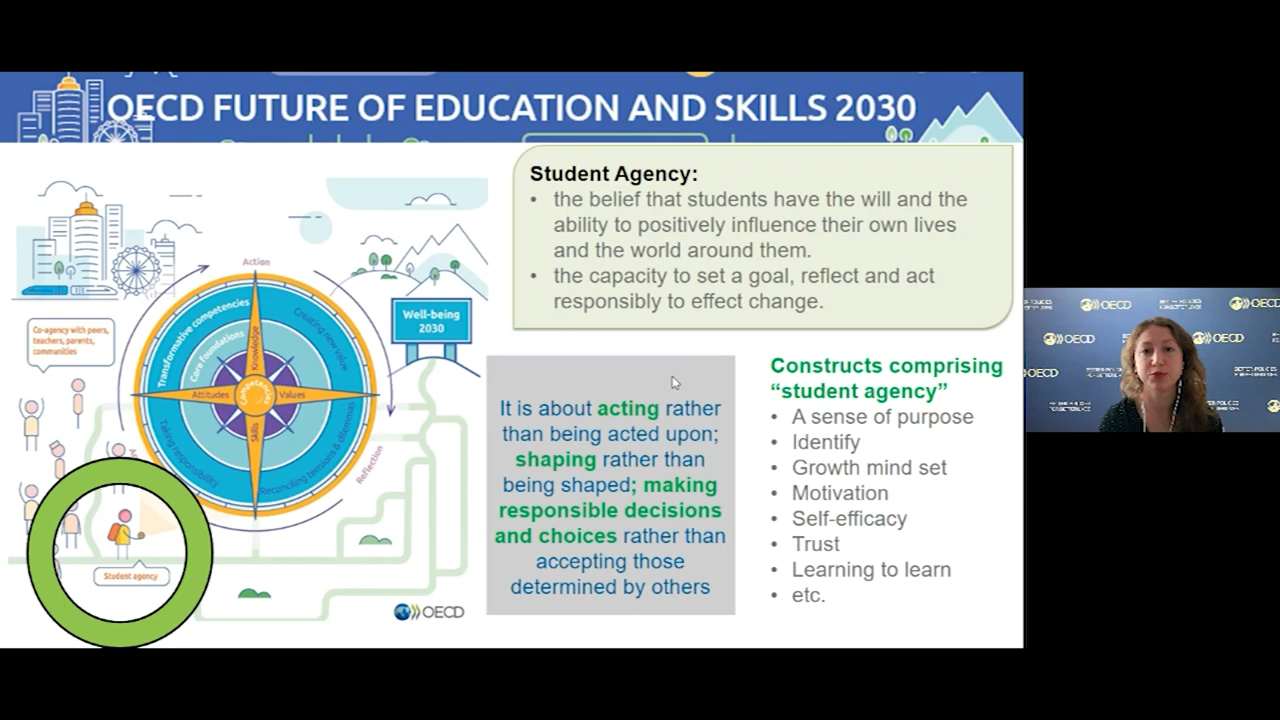 OECD FUTURE OF EDUCATION AND SKILLS 2030
Student Agency:
• the belief that students have the will and the
ability to positively influence their own lives
and the world around them.
• the capacity to set a goal, reflect and act
responsibly to effect change.
Action
Co-agency with peers,
teachers, parents,
communities
Transformative competencies
Core foundations
Creating new value
Knowledge
Attitudes
Competencies
Values
Skills
Taking responsibility
Reconciling tensions & dilemmas
Reflection
Well-being
2030
Student agency
OECD
It is about acting rather
than being acted upon;
shaping rather than
being shaped; making
responsible decisions
and choices rather than
accepting those
determined by others
Constructs comprising
“student agency”
• A sense of purpose
• Identify
• Growth mind set
• Motivation
• Self-efficacy
• Trust
• Learning to learn
• etc.
OECD
OECD
OECD
OECD
OECD